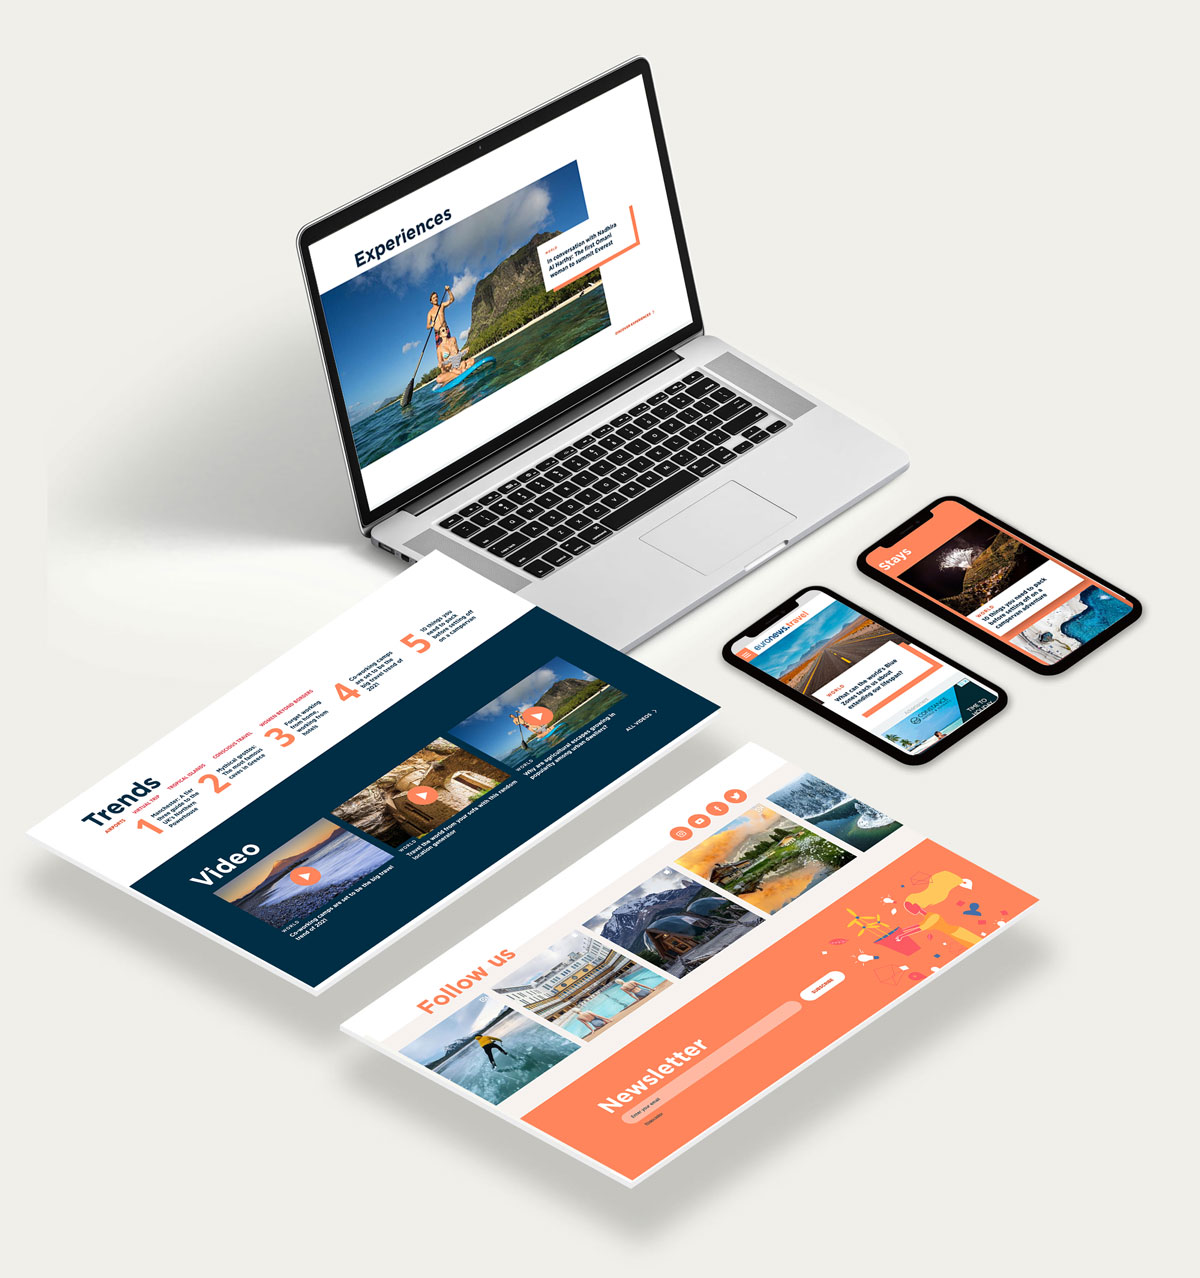 Experiences
WORLD
In conversation with Nadhira
Al Harthy: The first Omani
woman to summit Everest
DISCOVER EXPERIENCES
Stays
WORLD
10 things you need to pack
before setting off on a
campervan adventure
euronews.travel
WORLD
What can the world's Blue
Zones teach us about
extending our lifespan?
CONSTANCE
TIME TO
Trends
AIRPORTS
VIRTUAL TRIP
TROPICAL ISLANDS
CONSCIOUS TRAVEL
WOMEN BEYOND BORDERS
1
Manchester: A tier
three guide to the
UK's Northern
Powerhouse
2
Mythical grottos:
The most famous
caves in Greece
3
Forget working
from home,
working from
hotels
4
Co-working camps
are set to be the
big travel trend of
2021
5
10 things you
need to pack
before setting off
on a campervan
Video
WORLD
Co-working camps are set to be the big travel
trend of 2021
WORLD
Travel the world from your sofa with this random
location generator
WORLD
Why are agricultural escapes growing in
popularity among urban dwellers?
ALL VIDEOS
Follow us
Newsletter
Enter your email
SUBSCRIBE